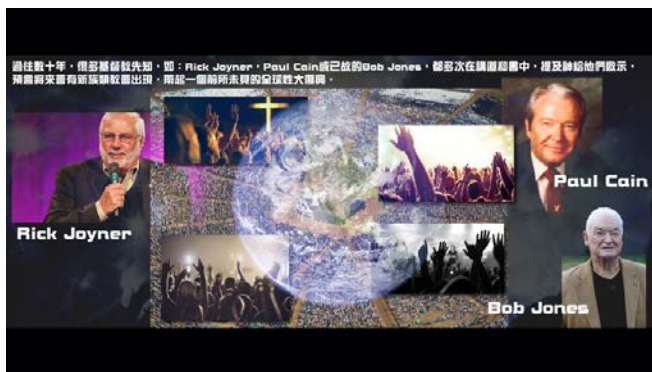 過往數十年，很多基督教先知，如：Rick Joyner，Paul Cain或已故的Bob Jones，都多次在講道和書中，提及神給他們啟示，
預言將來會有新族類教會出現，帶起一個前所未見的全球性大復興。
Paul Cain
Rick Joyner
Bob Jones